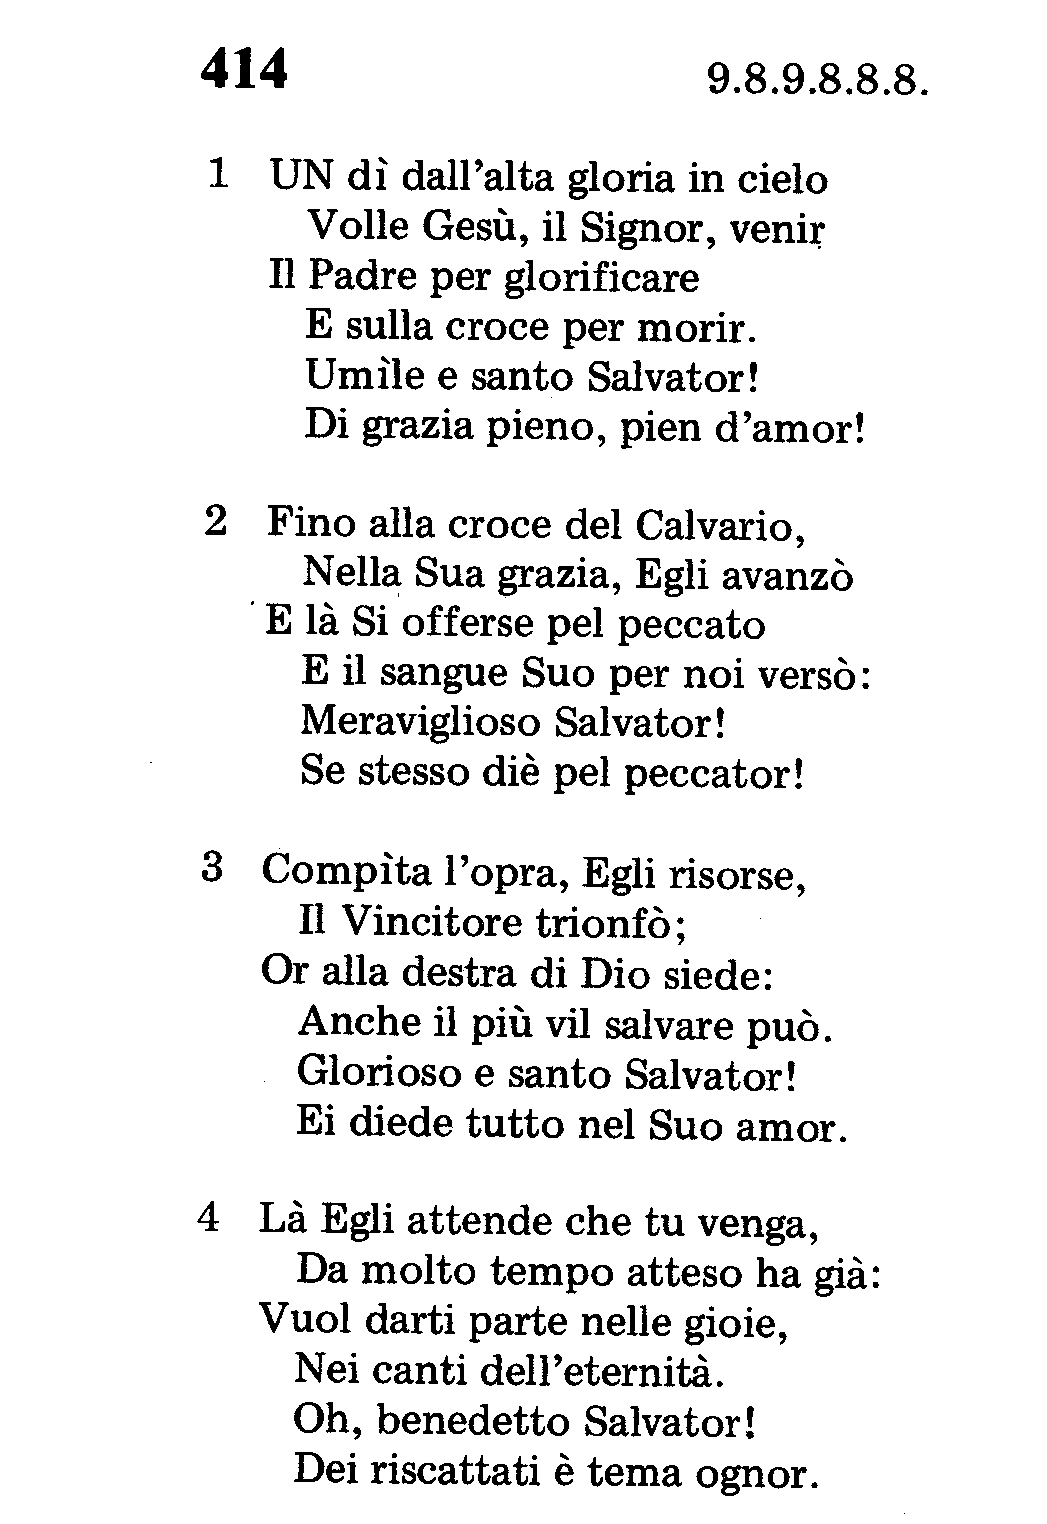 414 9.8.9.8.8.8.
1 UN dì dall'alta gloria in cielo
Volle Gesù, il Signor, venir
Il Padre per glorificare
E sulla croce per morir.
Umìle e santo Salvator!
Di grazia pieno, pien d'amor!
2 Fino alla croce del Calvario,
Nella Sua grazia, Egli avanzò
E là Si offerse pel peccato
E il sangue Suo per noi versò:
Meraviglioso Salvator!
Se stesso diè pel peccator!
3 Compìta l'opra, Egli risorse,
Il Vincitore trionfò;
Or alla destra di Dio siede:
Anche il più vil salvare può.
Glorioso e santo Salvator!
Ei diede tutto nel Suo amor.
4 Là Egli attende che tu venga,
Da molto tempo atteso ha già:
Vuol darti parte nelle gioie,
Nei canti dell'eternità.
Oh, benedetto Salvator!
Dei riscattati è tema ognor.